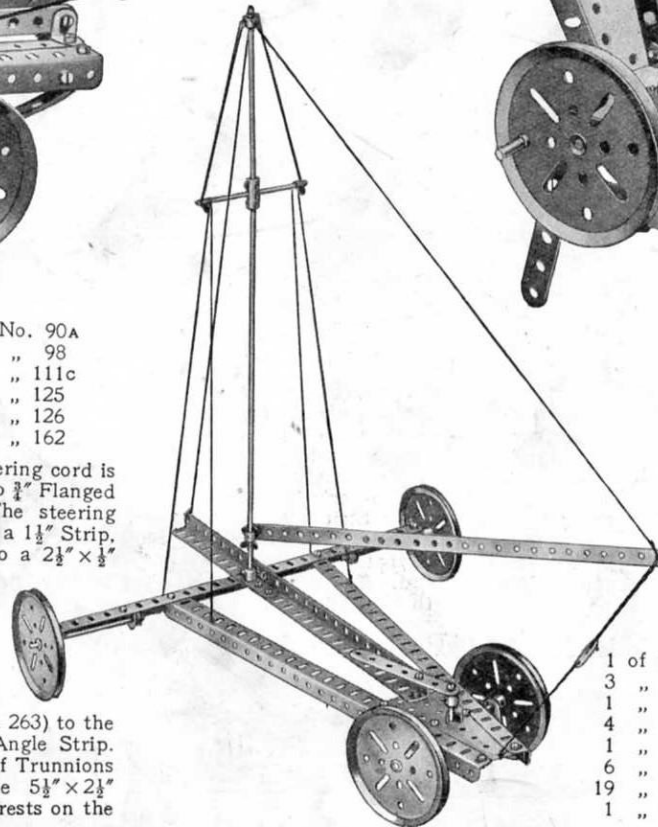 No. 90A
„ 98
„ 111c
„ 125
„ 126
„ 162
ering cord is
o ¾″ Flanged
The steering
a 1½″ Strip,
o a 2½″ × ½″
263) to the
Angle Strip.
f Trunnions
e 5½″ × 2½″
rests on the
1 of
3 „
1 „
4 „
1 „
6 „
19 „
1 „